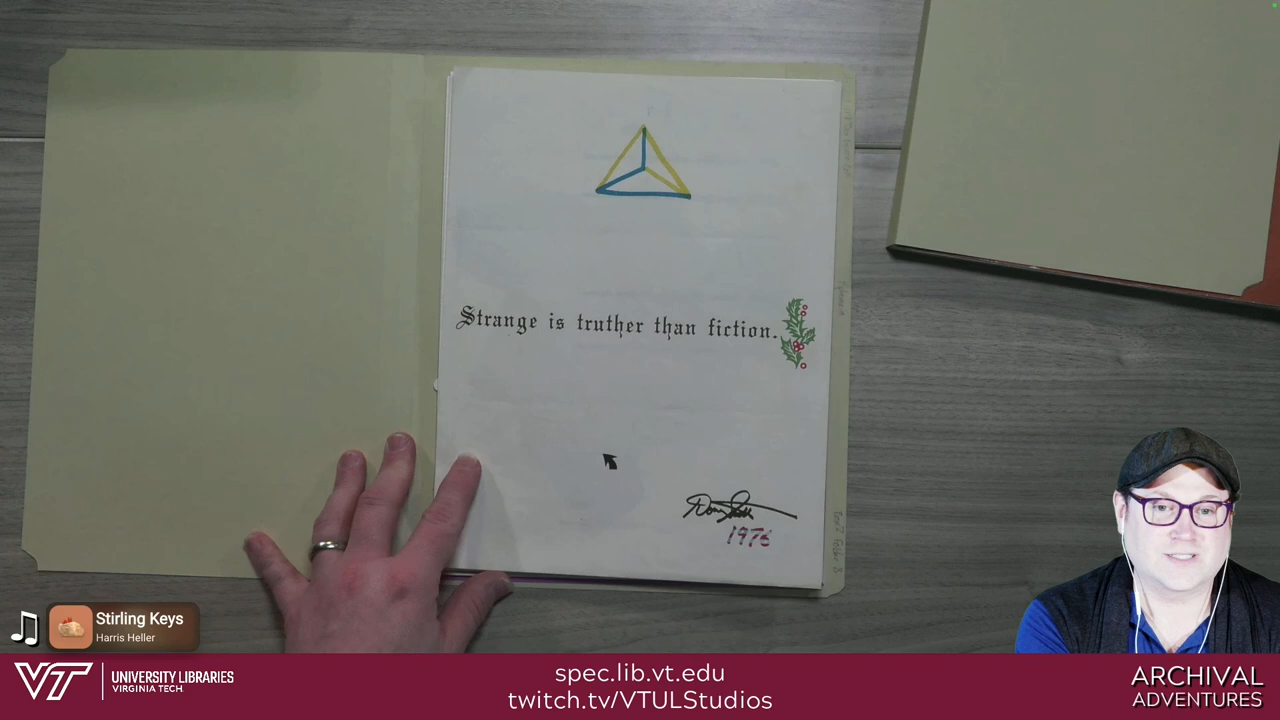 Strange is truther than fiction.
1976
Stirling Keys
Harris Heller
VT
UNIVERSITY LIBRARIES
VIRGINIA TECH.
spec.lib.vt.edu
twitch.tv/VTULStudios
ARCHIVAL
ADVENTURES